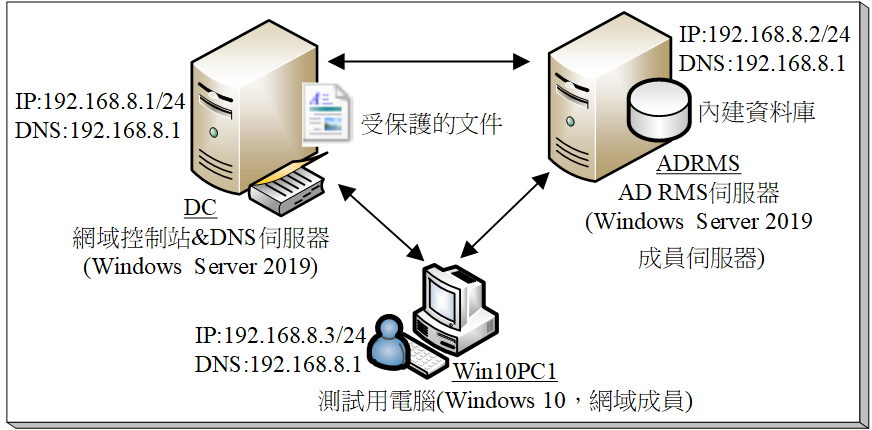 IP:192.168.8.1/24
DNS:192.168.8.1
受保護的文件
DC
網域控制站&DNS伺服器
(Windows Server 2019)
IP:192.168.8.2/24
DNS:192.168.8.1
內建資料庫
ADRMS
AD RMS伺服器
(Windows Server 2019
成員伺服器)
IP:192.168.8.3/24
DNS:192.168.8.1
Win10PC1
測試用電腦(Windows 10，網域成員)